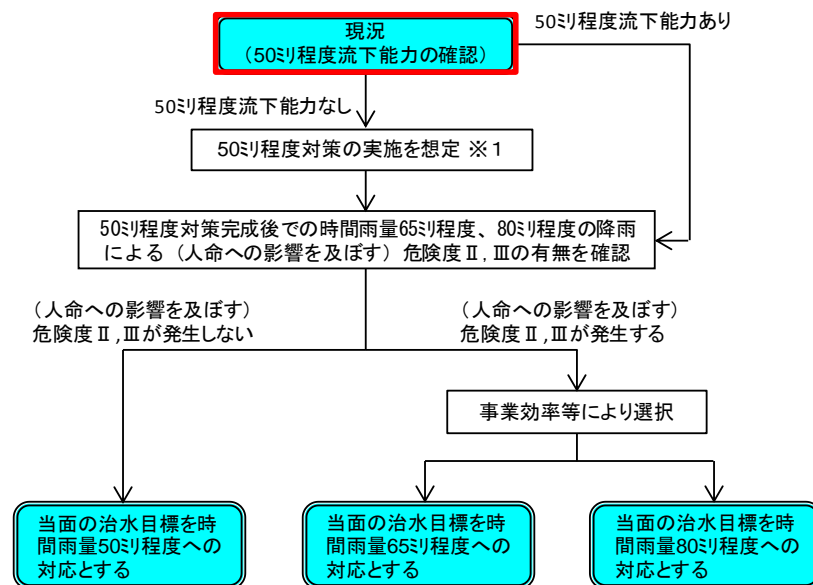 現況
（50ミリ程度流下能力の確認）
50ミリ程度流下能力あり
50ミリ程度流下能力なし
50ミリ程度対策の実施を想定 ※１
50ミリ程度対策完成後での時間雨量65ミリ程度、80ミリ程度の降雨
による（人命への影響を及ぼす）危険度Ⅱ,Ⅲの有無を確認
（人命への影響を及ぼす）
危険度Ⅱ,Ⅲが発生しない
（人命への影響を及ぼす）
危険度Ⅱ,Ⅲが発生する
事業効率等により選択
当面の治水目標を時
間雨量50ミリ程度への
対応とする
当面の治水目標を時
間雨量65ミリ程度への
対応とする
当面の治水目標を時
間雨量80ミリ程度への
対応とする